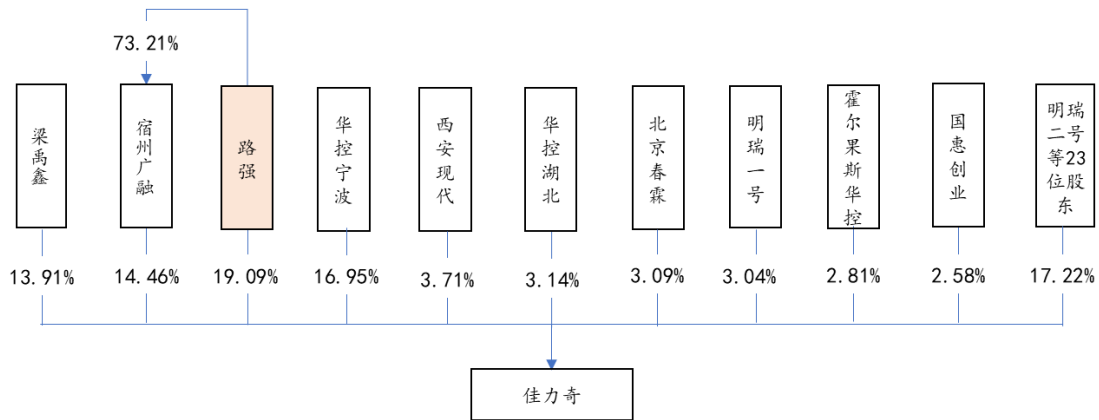 73.21%
梁禹鑫
宿州广融
路强
华控宁波
西安现代
华控湖北
北京春霖
明瑞一号
霍尔果斯华控
国惠创业
明瑞
二号
等23
位股
东
13.91%
14.46%
19.09%
16.95%
3.71%
3.14%
3.09%
3.04%
2.81%
2.58%
17.22%
佳力奇